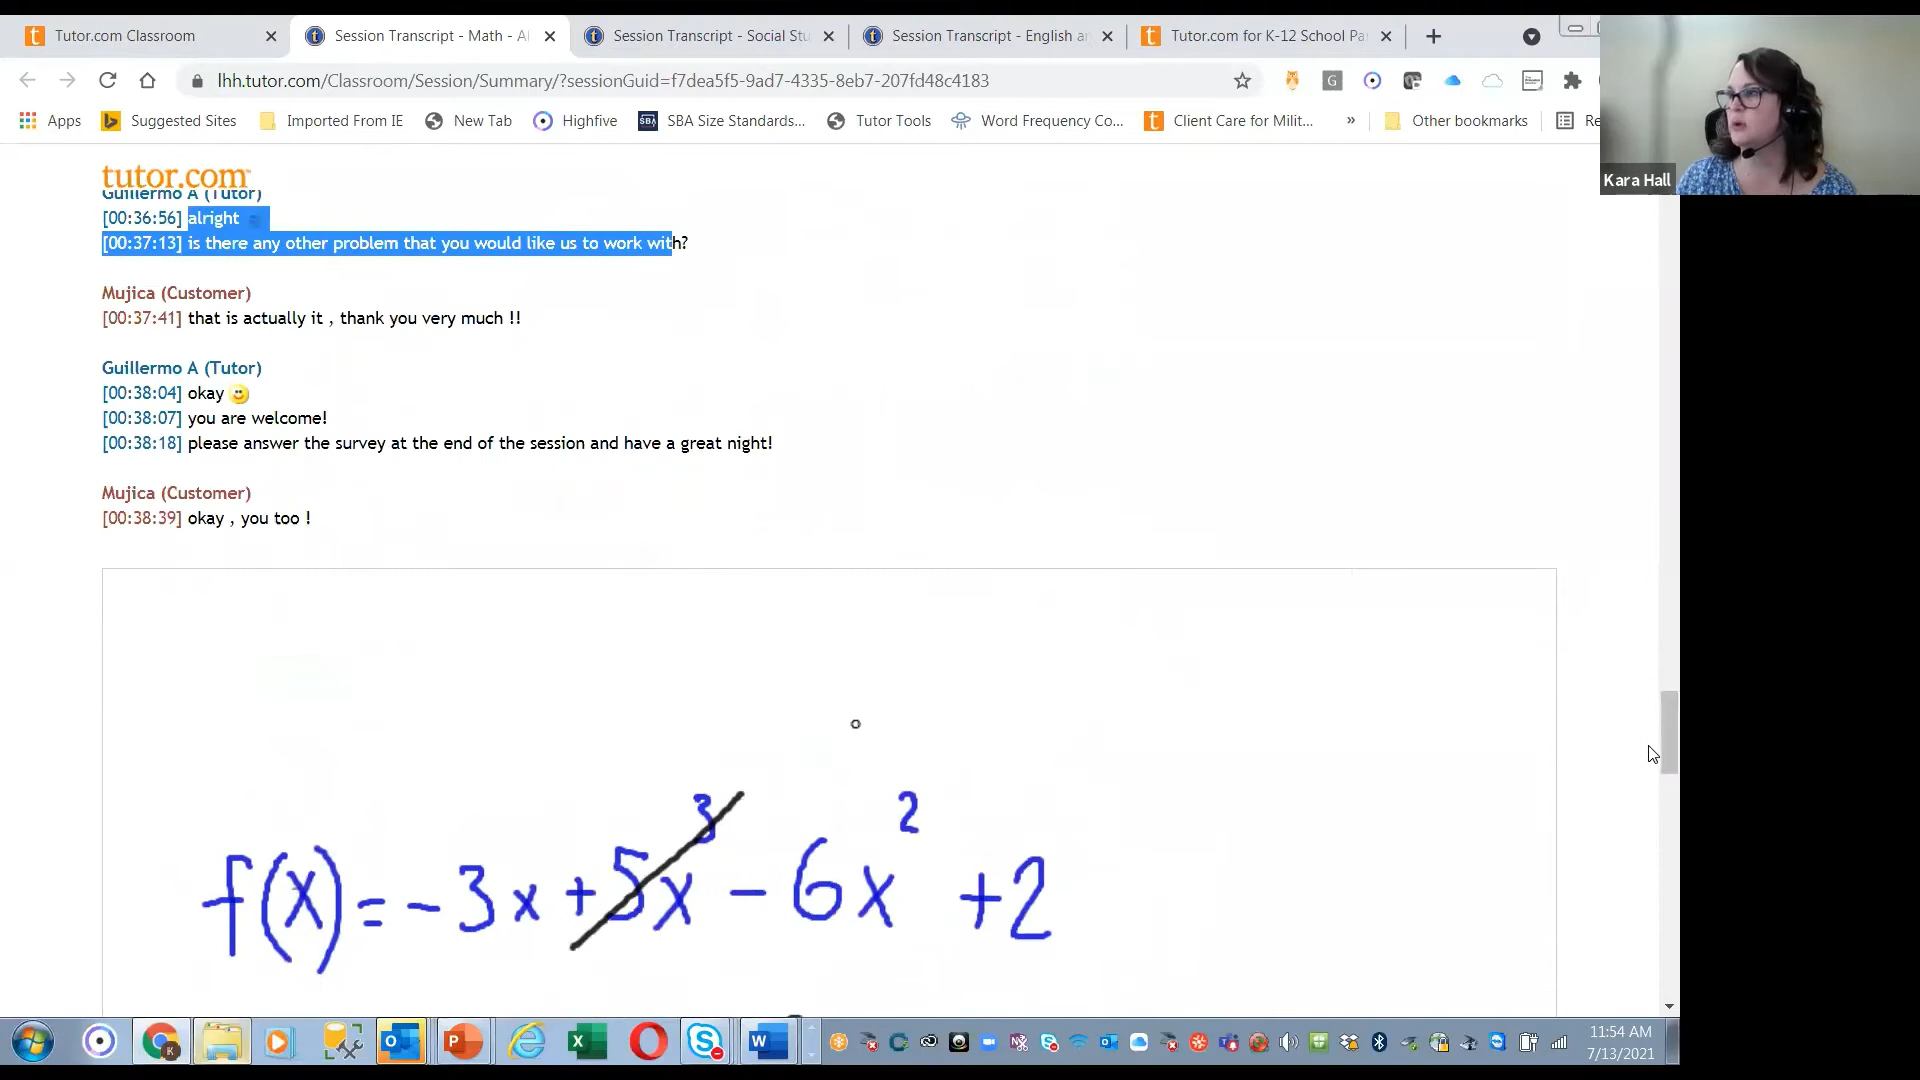 Tutor.com Classroom
Session Transcript - Math - Al
Session Transcript - Social Stu
Session Transcript - English an
Tutor.com for K-12 School Pa
lhh.tutor.com/Classroom/Session/Summary/?sessionGuid=f7dea5f5-9ad7-4335-8eb7-207fd48c4183
Apps
Suggested Sites
Imported From IE
New Tab
Highfive
SBA Size Standards...
Tutor Tools
Word Frequency Co...
Client Care for Milit...
»
Other bookmarks
Re
Kara Hall
tutor.com
Guillermo A (Tutor)
[00:36:56] alright
[00:37:13] is there any other problem that you would like us to work with?
Mujica (Customer)
[00:37:41] that is actually it , thank you very much !!
Guillermo A (Tutor)
[00:38:04] okay
[00:38:07] you are welcome!
[00:38:18] please answer the survey at the end of the session and have a great night!
Mujica (Customer)
[00:38:39] okay , you too !
f(x) = -3x +5x³ - 6x² +2
11:54 AM
7/13/2021